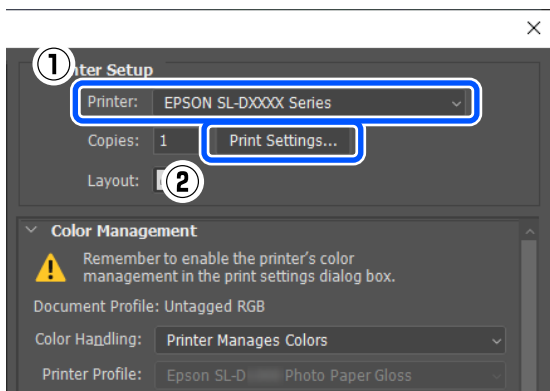 ①
nter Setup
Printer: EPSON SL-DXXXX Series
Copies: 1 Print Settings...
Layout:
②
Color Management
Remember to enable the printer's color
management in the print settings dialog box.
Document Profile: Untagged RGB
Color Handling: Printer Manages Colors
Printer Profile: Epson SL-D Photo Paper Gloss